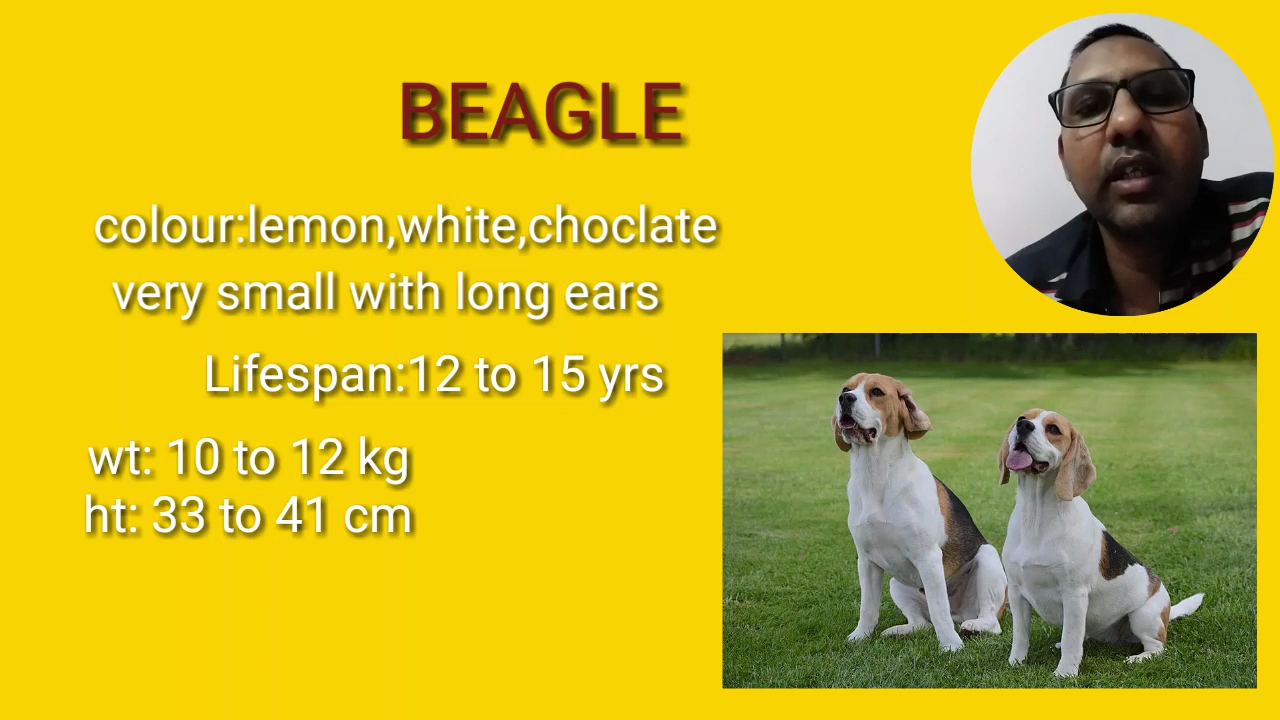 BEAGLE
colour:lemon,white,choclate
very small with long ears
Lifespan:12 to 15 yrs
wt: 10 to 12 kg
ht: 33 to 41 cm